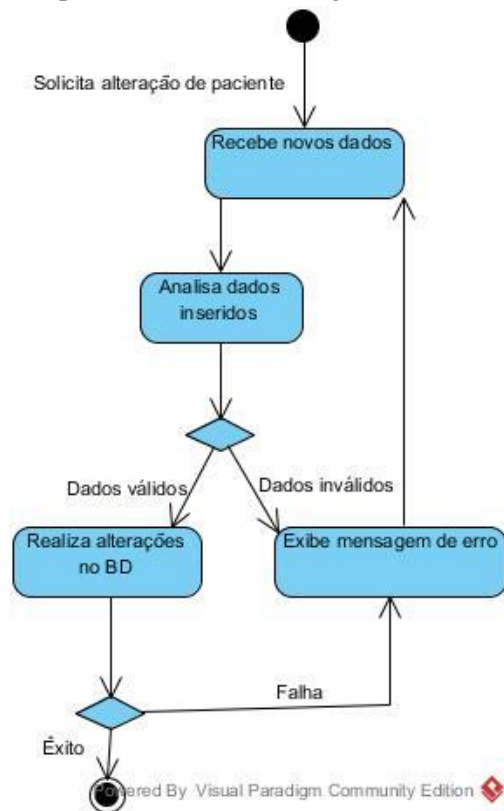 Solicita alteração de paciente
Recebe novos dados
Analisa dados
inseridos
Dados válidos
Dados inválidos
Realiza alterações
no BD
Exibe mensagem de erro
Falha
Êxito
ered By Visual Paradigm Community Edition